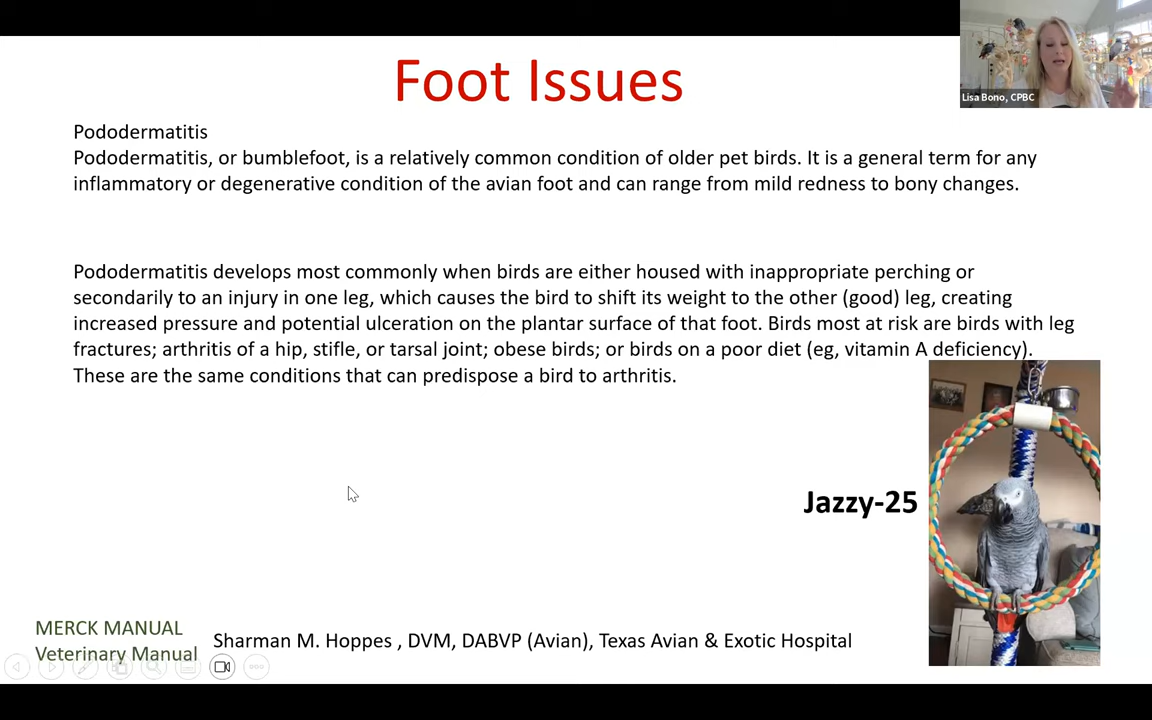 Foot Issues
Lisa Bono, CPBC
Pododermatitis
Pododermatitis, or bumblefoot, is a relatively common condition of older pet birds. It is a general term for any
inflammatory or degenerative condition of the avian foot and can range from mild redness to bony changes.
Pododermatitis develops most commonly when birds are either housed with inappropriate perching or
secondarily to an injury in one leg, which causes the bird to shift its weight to the other (good) leg, creating
increased pressure and potential ulceration on the plantar surface of that foot. Birds most at risk are birds with leg
fractures; arthritis of a hip, stifle, or tarsal joint; obese birds; or birds on a poor diet (eg, vitamin A deficiency).
These are the same conditions that can predispose a bird to arthritis.
Jazzy-25
MERCK MANUAL
Veterinary Manual
Sharman M. Hoppes , DVM, DABVP (Avian), Texas Avian & Exotic Hospital